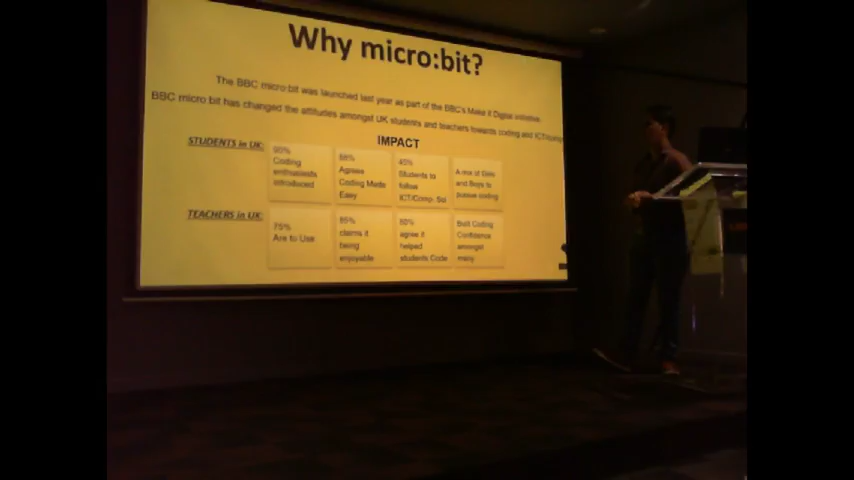 Why micro:bit?
The BBC micro:bit was launched last year as part of the BBC's Make it Digital initiative.
BBC micro bit has changed the attitudes amongst UK students and teachers towards coding and ICT/comp
IMPACT
STUDENTS in UK:
90%
Coding
enthusiasts
introduced
88%
Agrees
Coding Made
Easy
45%
Students to
follow
ICT/Comp. Sci
and Boys to
pursue coding
TEACHERS in UK:
75%
Are to Use
85%
claims it
being
enjoyable
80%
agree it
helped
students Code
Built Coding
Confidence
amongst
many